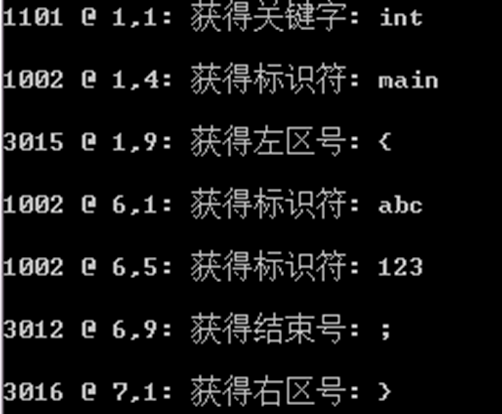 1101 @ 1,1: 获得关键字: int
1002 @ 1,4: 获得标识符: main
3015 @ 1,9: 获得左区号: {
1002 @ 6,1: 获得标识符: abc
1002 @ 6,5: 获得标识符: 123
3012 @ 6,9: 获得结束号: ;
3016 @ 7,1: 获得右区号: }